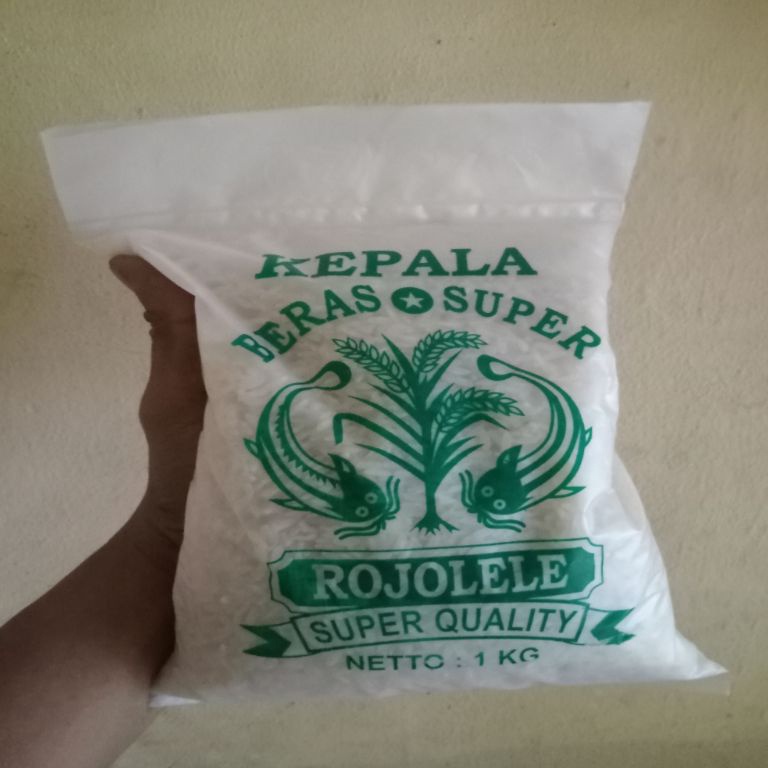 KEPALA
BERAS SUPER
ROJOLELE
SUPER QUALITY
NETTO : 1 KG